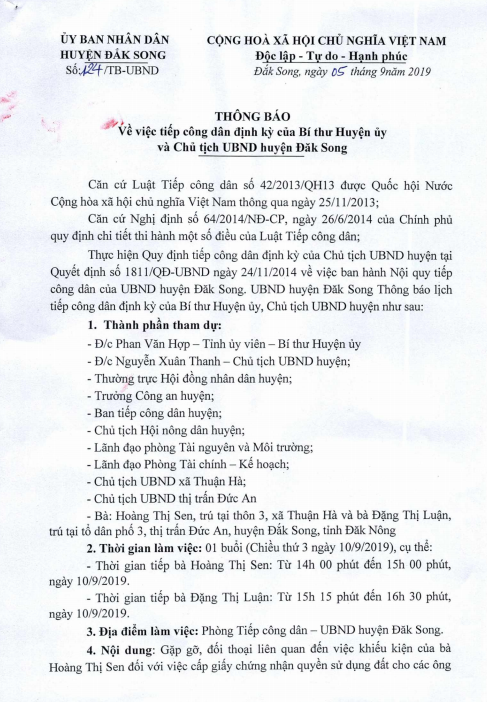 ỦY BAN NHÂN DÂN
HUYỆN ĐẮK SONG
Số:124/TB-UBND
CỘNG HOÀ XÃ HỘI CHỦ NGHĨA VIỆT NAM
Độc lập - Tự do - Hạnh phúc
Đắk Song, ngày 05 tháng 9năm 2019
THÔNG BÁO
Về việc tiếp công dân định kỳ của Bí thư Huyện ủy
và Chủ tịch UBND huyện Đăk Song
Căn cứ Luật Tiếp công dân số 42/2013/QH13 được Quốc hội Nước
Cộng hòa xã hội chủ nghĩa Việt Nam thông qua ngày 25/11/2013;
Căn cứ Nghị định số 64/2014/NĐ-CP, ngày 26/6/2014 của Chính phủ
quy định chi tiết thi hành một số điều của Luật Tiếp công dân;
Thực hiện Quy định tiếp công dân của Chủ tịch UBND huyện tại
Quyết định số 1811/QĐ-UBND ngày 24/11/2014 về việc ban hành Nội quy tiếp
công dân của UBND huyện Đăk Song. UBND huyện Đăk Song Thông báo lịch
tiếp công dân định kỳ của Bí thư Huyện ủy, Chủ tịch UBND huyện như sau:
1. Thành phần tham dự:
- Đ/c Phan Văn Hợp – Tỉnh ủy viên – Bí thư Huyện ủy
- Đ/c Nguyễn Xuân Thanh – Chủ tịch UBND huyện;
- Thường trực Hội đồng nhân dân huyện;
- Trưởng Công an huyện;
- Ban tiếp công dân huyện;
- Chủ tịch Hội nông dân huyện;
- Lãnh đạo phòng Tài nguyên và Môi trường;
- Lãnh đạo Phòng Tài chính – Kế hoạch;
- Chủ tịch UBND xã Thuận Hà;
- Chủ tịch UBND thị trấn Đức An
- Bà: Hoàng Thị Sen, trú tại thôn 3, xã Thuận Hà và bà Đặng Thị Luận,
trú tại tổ dân phố 3, thị trấn Đức An, huyện Đắk Song, tỉnh Đăk Nông
2. Thời gian làm việc: 01 buổi (Chiều thứ 3 ngày 10/9/2019), cụ thể:
- Thời gian tiếp bà Hoàng Thị Sen: Từ 14h 00 phút đến 15h 00 phút,
ngày 10/9/2019.
- Thời gian tiếp bà Đặng Thị Luận: Từ 15h 15 phút đến 16h 30 phút,
ngày 10/9/2019.
3. Địa điểm làm việc: Phòng Tiếp công dân – UBND huyện Đăk Song.
4. Nội dung: Gặp gỡ, đối thoại liên quan đến việc khiếu kiện của bà
Hoàng Thị Sen đối với việc cấp giấy chứng nhận quyền sử dụng đất cho các ông